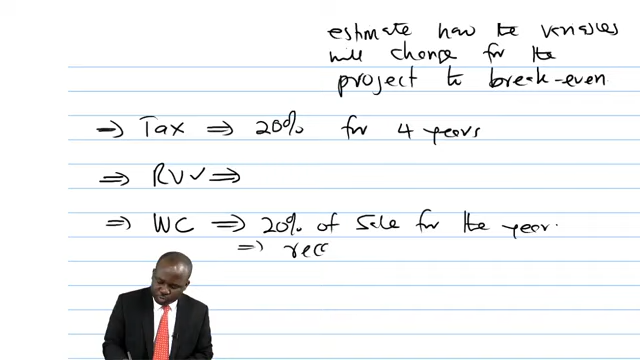 estimate how the variables
will change for the
project to break-even
→ Tax ⇒ 20% for 4 years
⇒ RV ✓ ⇒
⇒ WC ⇒ 20% of Sale for the year.
⇒ rec